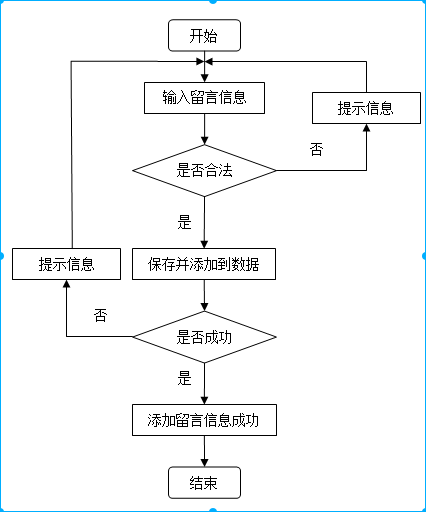 开始
输入留言信息
提示信息
是否合法
否
是
提示信息
保存并添加到数据
否
是否成功
是
添加留言信息成功
结束